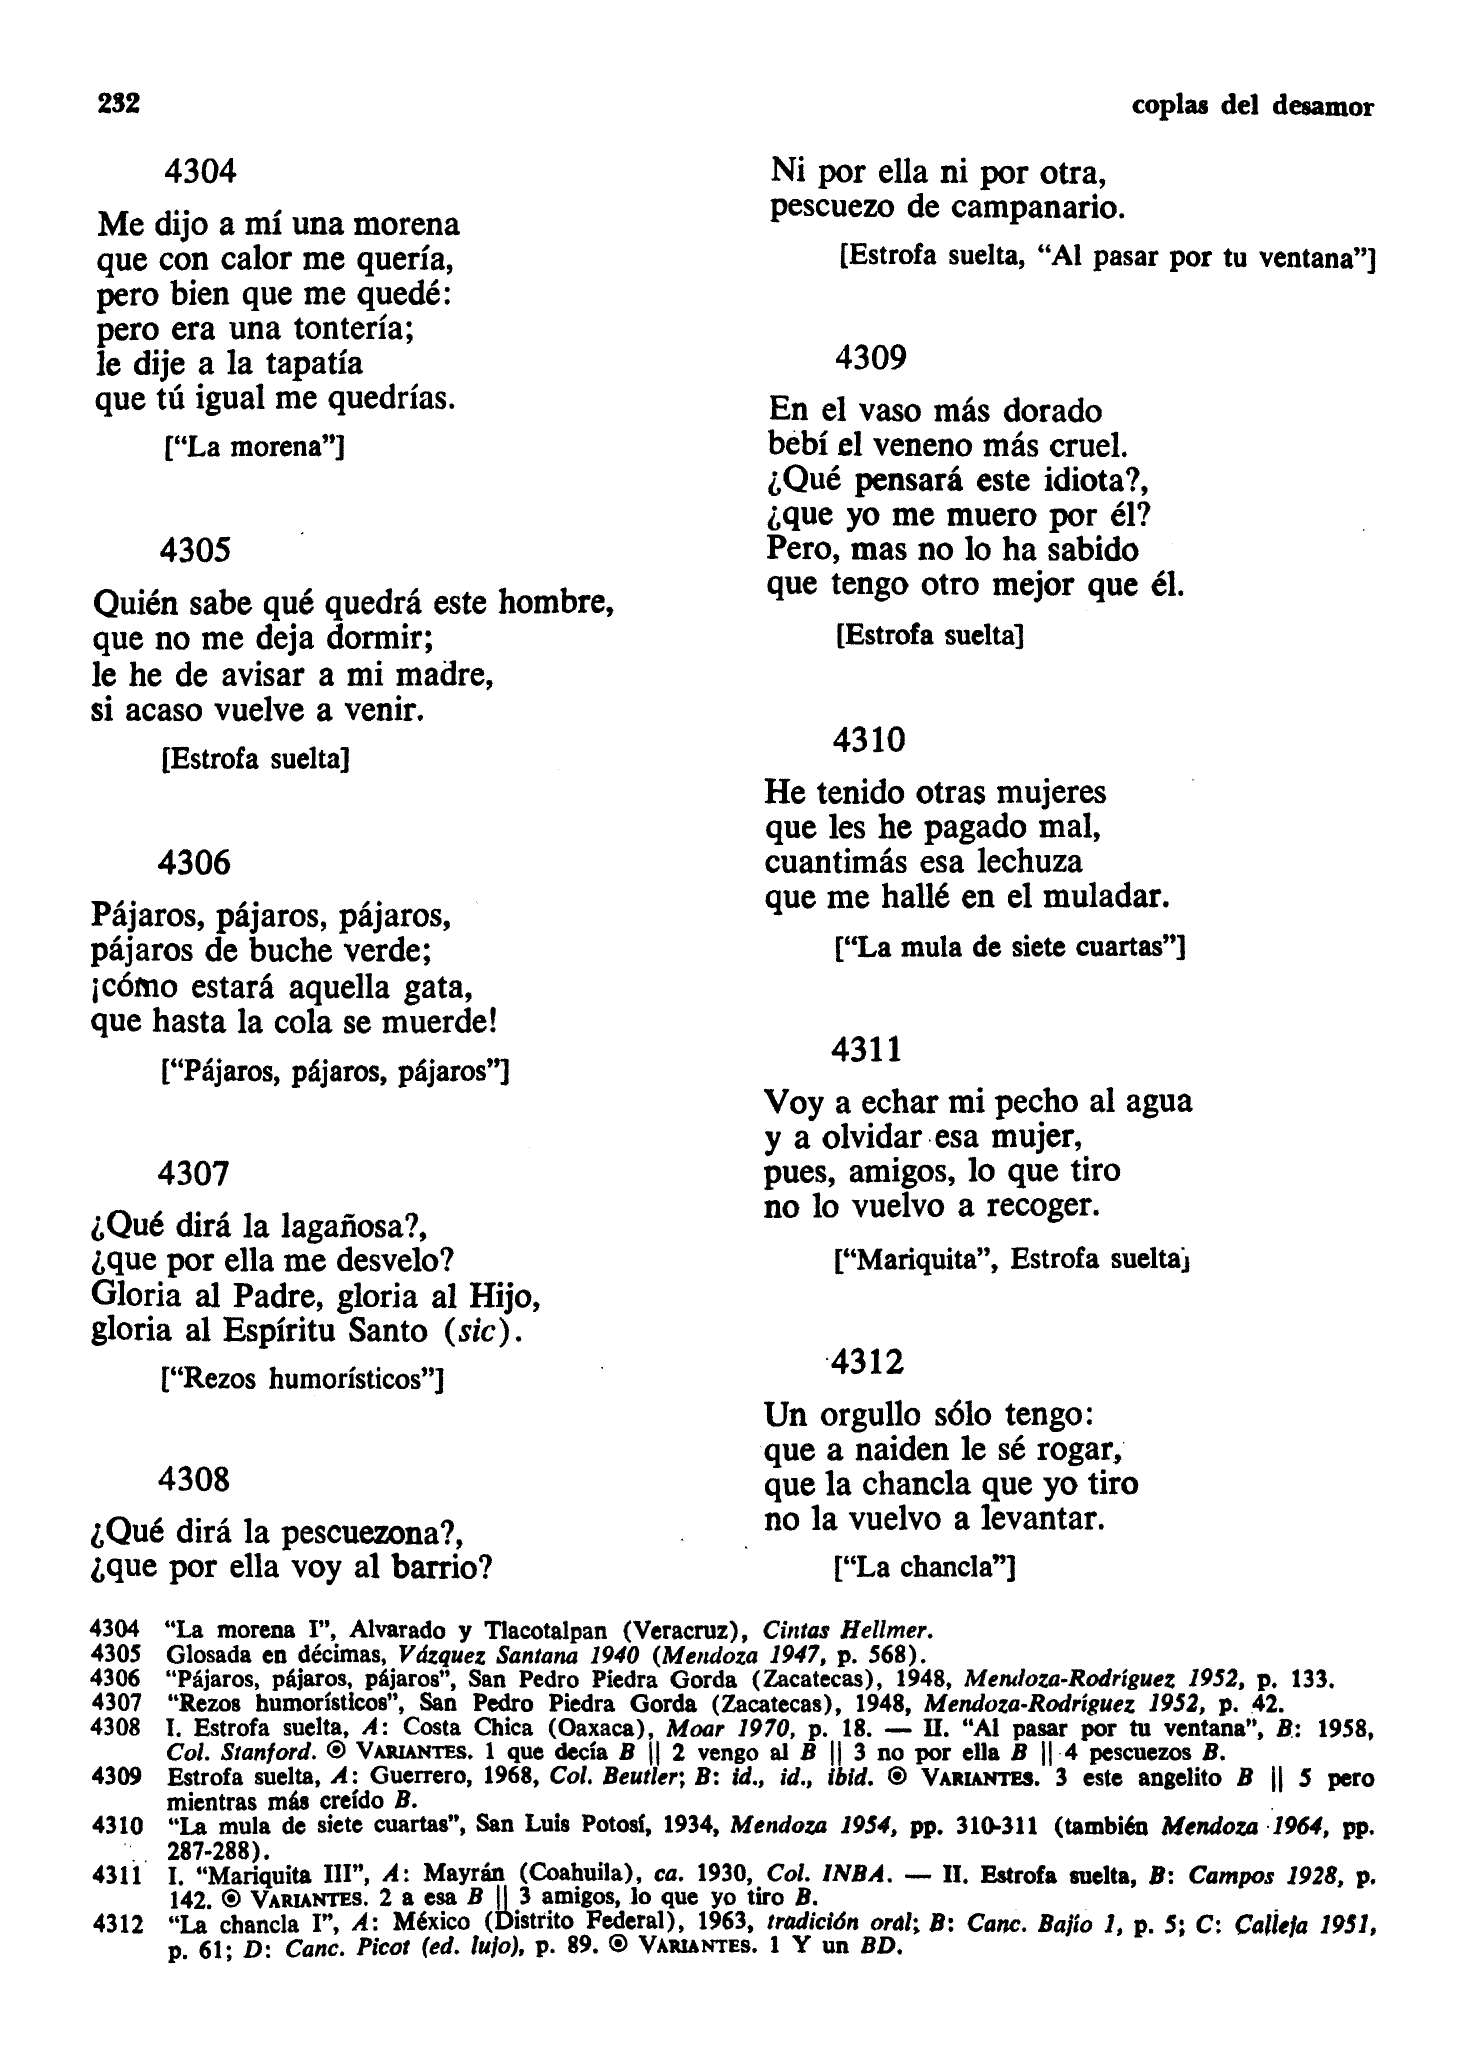 232
coplas del desamor
4304
Me dijo a mí una morena
que con calor me quería,
pero bien que me quedé:
pero era una tontería;
le dije a la tapatía
que tú igual me quedrías.
[“La morena”]
4305
Quién sabe qué quedrá este hombre,
que no me deja dormir;
le he de avisar a mi madre,
si acaso vuelve a venir.
[Estrofa suelta]
4306
Pájaros, pájaros, pájaros,
pájaros de buche verde;
¡cómo estará aquella gata,
que hasta la cola se muerde!
[“Pájaros, pájaros, pájaros”]
4307
¿Qué dirá la lagañosa?,
¿que por ella me desvelo?
Gloria al Padre, gloria al Hijo,
gloria al Espíritu Santo (sic).
[“Rezos humorísticos”]
4308
¿Qué dirá la pescuezona?,
¿que por ella voy al barrio?
Ni por ella ni por otra,
pescuezo de campanario.
[Estrofa suelta, “Al pasar por tu ventana”]
4309
En el vaso más dorado
bebí el veneno más cruel.
¿Qué pensará este idiota?,
¿que yo me muero por él?
Pero, mas no lo ha sabido
que tengo otro mejor que él.
[Estrofa suelta]
4310
He tenido otras mujeres
que les he pagado mal,
cuantimás esa lechuza
que me hallé en el muladar.
[“La mula de siete cuartas”]
4311
Voy a echar mi pecho al agua
y a olvidar esa mujer,
pues, amigos, lo que tiro
no lo vuelvo a recoger.
[“Mariquita”, Estrofa suelta]
4312
Un orgullo sólo tengo:
que a naiden le sé rogar,
que la chancla que yo tiro
no la vuelvo a levantar.
[“La chancla”]
4304 “La morena I”, Alvarado y Tlacotalpan (Veracruz), Cintas Hellmer.
4305 Glosada en décimas, Vázquez Santana 1940 (Mendoza 1947, p. 568).
4306 “Pájaros, pájaros, pájaros”, San Pedro Piedra Gorda (Zacatecas), 1948, Mendoza-Rodríguez 1952, p. 133.
4307 “Rezos humorísticos”, San Pedro Piedra Gorda (Zacatecas), 1948, Mendoza-Rodríguez 1952, p. 42.
4308 I. Estrofa suelta, A: Costa Chica (Oaxaca), Moar 1970, p. 18. — II. “Al pasar por tu ventana”, B: 1958,
Col. Stanford. ⊙ VARIANTES. 1 que decía B || 2 vengo al B || 3 no por ella B || 4 pescuezos B.
4309 Estrofa suelta, A: Guerrero, 1968, Col. Beutler; B: id., id., ibid. ⊙ VARIANTES. 3 este angelito B || 5 pero
mientras más creído B.
4310 “La mula de siete cuartas”, San Luis Potosí, 1934, Mendoza 1954, pp. 310-311 (también Mendoza 1964, pp.
287-288).
4311 I. “Mariquita III”, A: Mayrán (Coahuila), ca. 1930, Col. INBA. — II. Estrofa suelta, B: Campos 1928, p.
142. ⊙ VARIANTES. 2 a esa B || 3 amigos, lo que yo tiro B.
4312 “La chancla I”, A: México (Distrito Federal), 1963, tradición oral; B: Canc. Bajío 1, p. 5; C: Calleja 1951,
p. 61; D: Canc. Picot (ed. lujo), p. 89. ⊙ VARIANTES. 1 Y un BD.